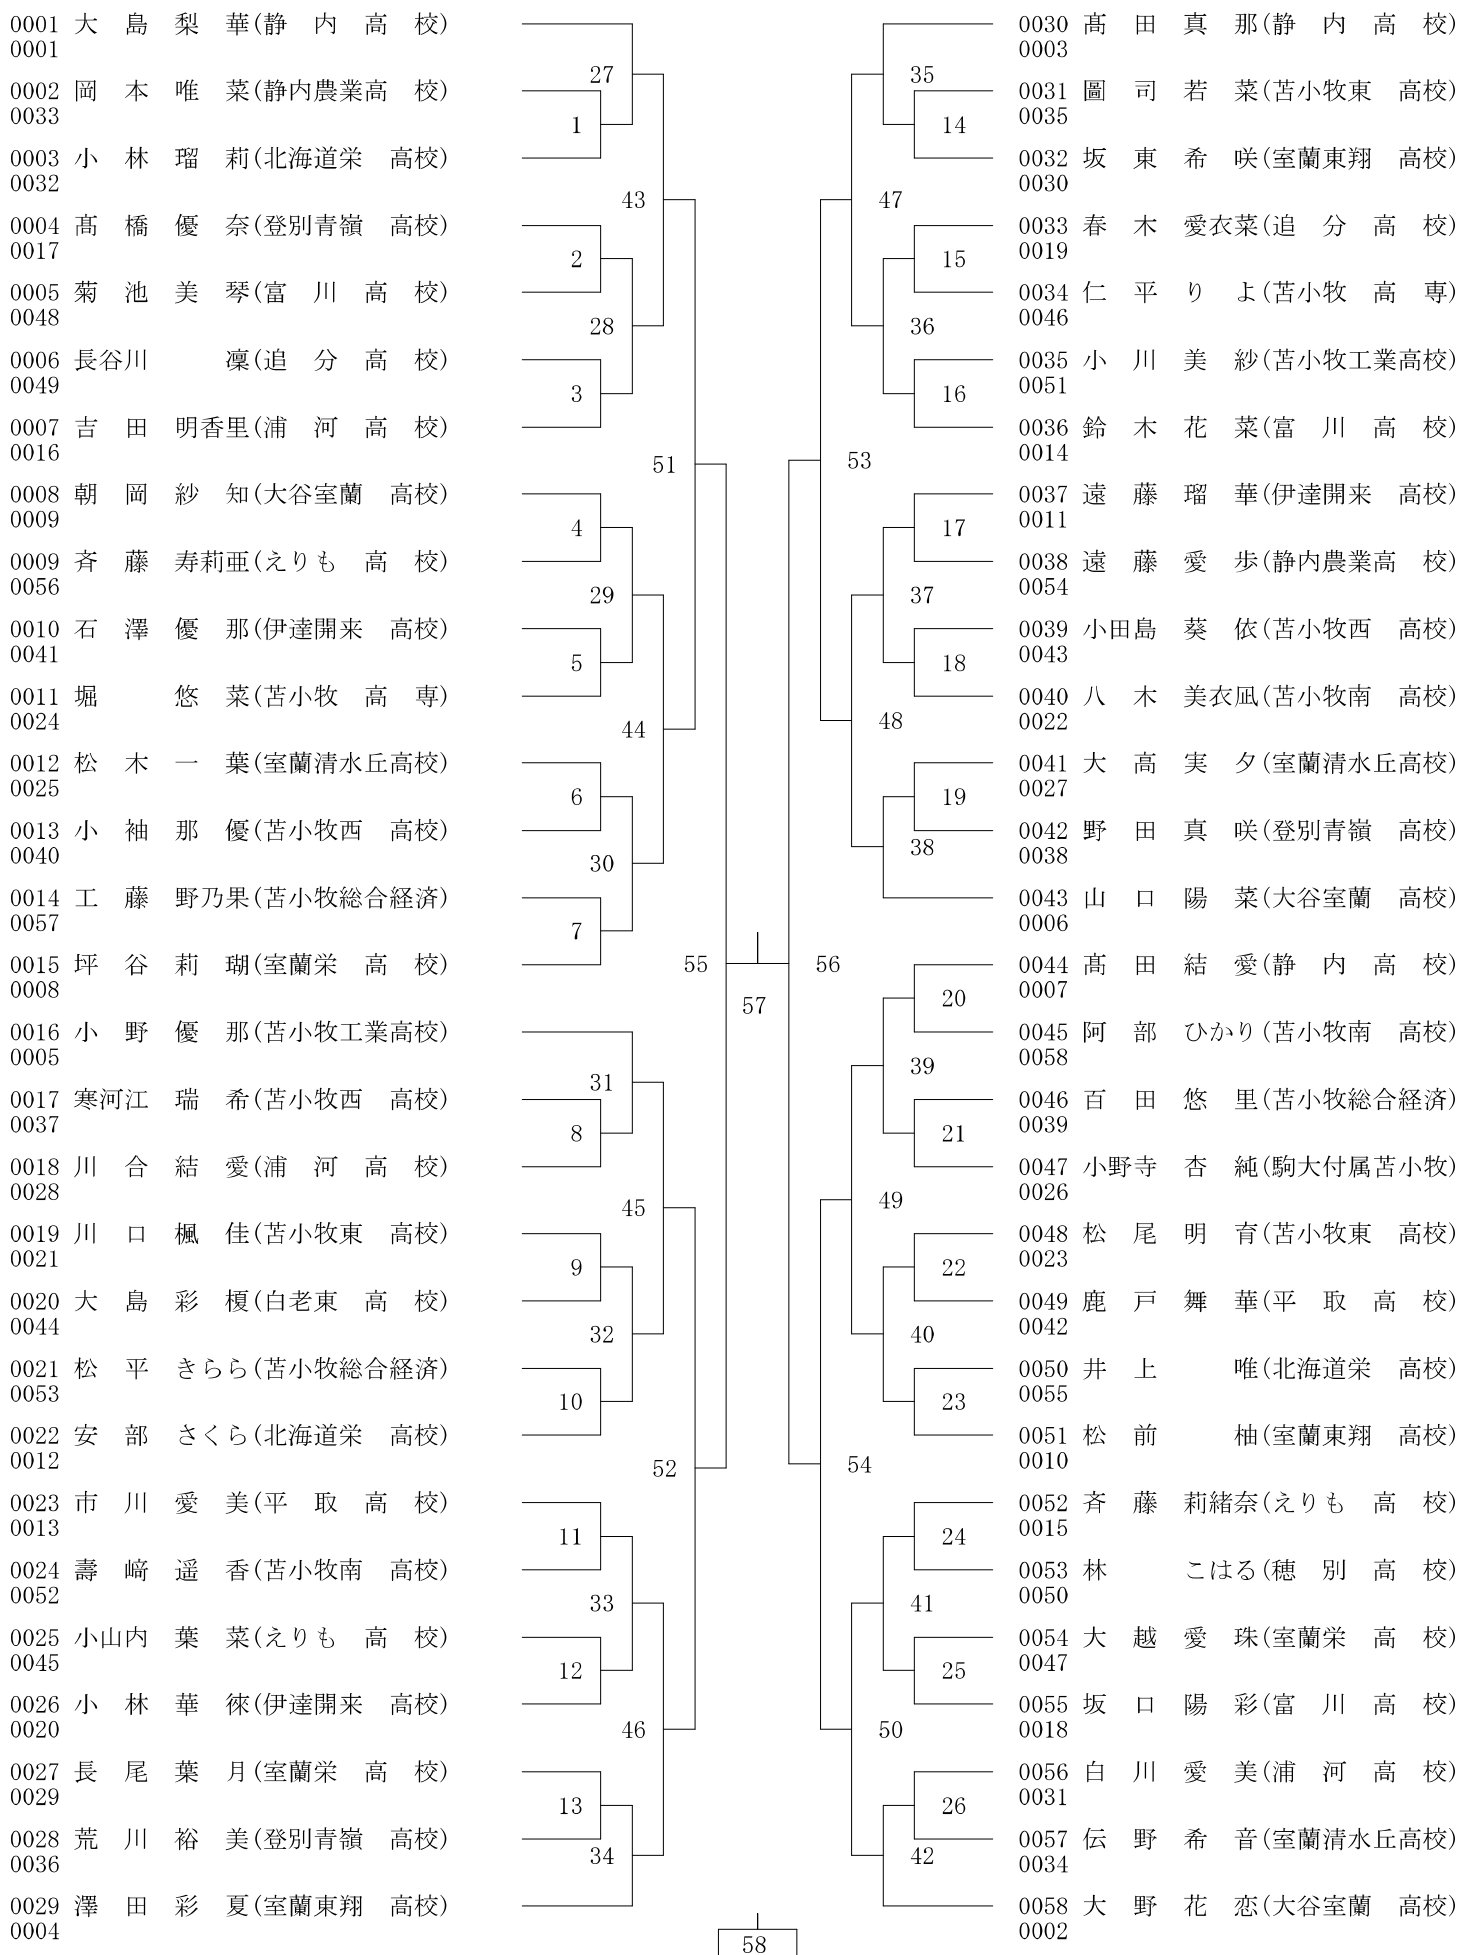 0001 大島梨華(静内高校)
0001
27
0002 岡本唯菜(静内農業高校)
0033
1
0003 小林瑠莉(北海道栄高校)
0032
43
0004 髙橋優奈(登別青嶺高校)
0017
2
0005 菊池美琴(富川高校)
0048
28
0006 長谷川凜(追分高校)
0049
3
0007 吉田明香里(浦河高校)
0016
51
0008 朝岡紗知(大谷室蘭高校)
0009
4
0009 斉藤寿莉亜(えりも高校)
0056
29
0010 石澤優那(伊達開来高校)
0041
5
0011 堀悠菜(苫小牧高専)
0024
44
0012 松木一葉(室蘭清水丘高校)
0025
6
0013 小袖那優(苫小牧西高校)
0040
30
0014 工藤野乃果(苫小牧総合経済)
0057
7
0015 坪谷莉瑚(室蘭栄高校)
0008
55
0016 小野優那(苫小牧工業高校)
0005
31
0017 寒河江瑞希(苫小牧西高校)
0037
8
0018 川合結愛(浦河高校)
0028
45
0019 川口楓佳(苫小牧東高校)
0021
9
0020 大島彩榎(白老東高校)
0044
32
0021 松平きらら(苫小牧総合経済)
0053
10
0022 安部さくら(北海道栄高校)
0012
52
0023 市川愛美(平取高校)
0013
11
0024 壽﨑遥香(苫小牧南高校)
0052
33
0025 小山内葉菜(えりも高校)
0045
12
0026 小林華徠(伊達開来高校)
0020
46
0027 長尾葉月(室蘭栄高校)
0029
13
0028 荒川裕美(登別青嶺高校)
0036
34
0029 澤田彩夏(室蘭東翔高校)
0004
57
58
0030 髙田真那(静内高校)
0003
35
0031 圖司若菜(苫小牧東高校)
0035
14
0032 坂東希咲(室蘭東翔高校)
0030
47
0033 春木愛衣菜(追分高校)
0019
15
0034 仁平りよ(苫小牧高専)
0046
36
0035 小川美紗(苫小牧工業高校)
0051
16
0036 鈴木花菜(富川高校)
0014
53
0037 遠藤瑠華(伊達開来高校)
0011
17
0038 遠藤愛歩(静内農業高校)
0054
37
0039 小田島葵依(苫小牧西高校)
0043
18
0040 八木美衣凪(苫小牧南高校)
0022
48
0041 大高実夕(室蘭清水丘高校)
0027
19
0042 野田真咲(登別青嶺高校)
0038
38
0043 山口陽菜(大谷室蘭高校)
0006
56
0044 髙田結愛(静内高校)
0007
20
0045 阿部ひかり(苫小牧南高校)
0058
39
0046 百田悠里(苫小牧総合経済)
0039
21
0047 小野寺杏純(駒大付属苫小牧)
0026
49
0048 松尾明育(苫小牧東高校)
0023
22
0049 鹿戸舞華(平取高校)
0042
40
0050 井上唯(北海道栄高校)
0055
23
0051 松前柚(室蘭東翔高校)
0010
54
0052 斉藤莉緒奈(えりも高校)
0015
24
0053 林こはる(穂別高校)
0050
41
0054 大越愛珠(室蘭栄高校)
0047
25
0055 坂口陽彩(富川高校)
0018
50
0056 白川愛美(浦河高校)
0031
26
0057 伝野希音(室蘭清水丘高校)
0034
42
0058 大野花恋(大谷室蘭高校)
0002